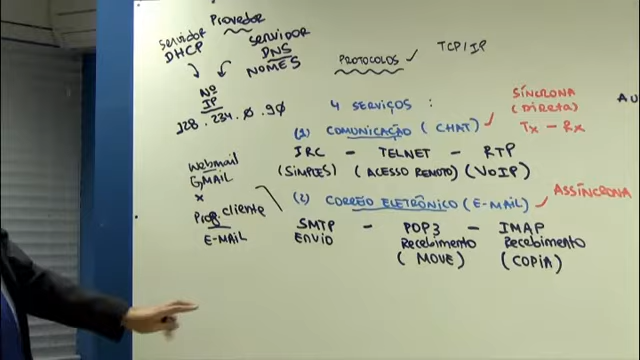 Provedor
Servidor
DHCP
SERVIDOR
DNS
NOMES
Nº
IP
128.234.0.90
PROTOCOLOS
TCP/IP
4 SERVIÇOS :
SÍNCRONA
(DIRETA)
Tx - Rx
AU
(1) COMUNICAÇÃO (CHAT)
IRC - TELNET - RTP
(SIMPLES) (ACESSO REMOTO) (VOIP)
Webmail
GMAIL
x
Prog. cliente
E-MAIL
(2) CORREIO ELETRÔNICO (E-MAIL)
ASSÍNCRONA
SMTP - POP3 - IMAP
ENVIO Recebimento Recebimento
(MOVE) (COPIA)